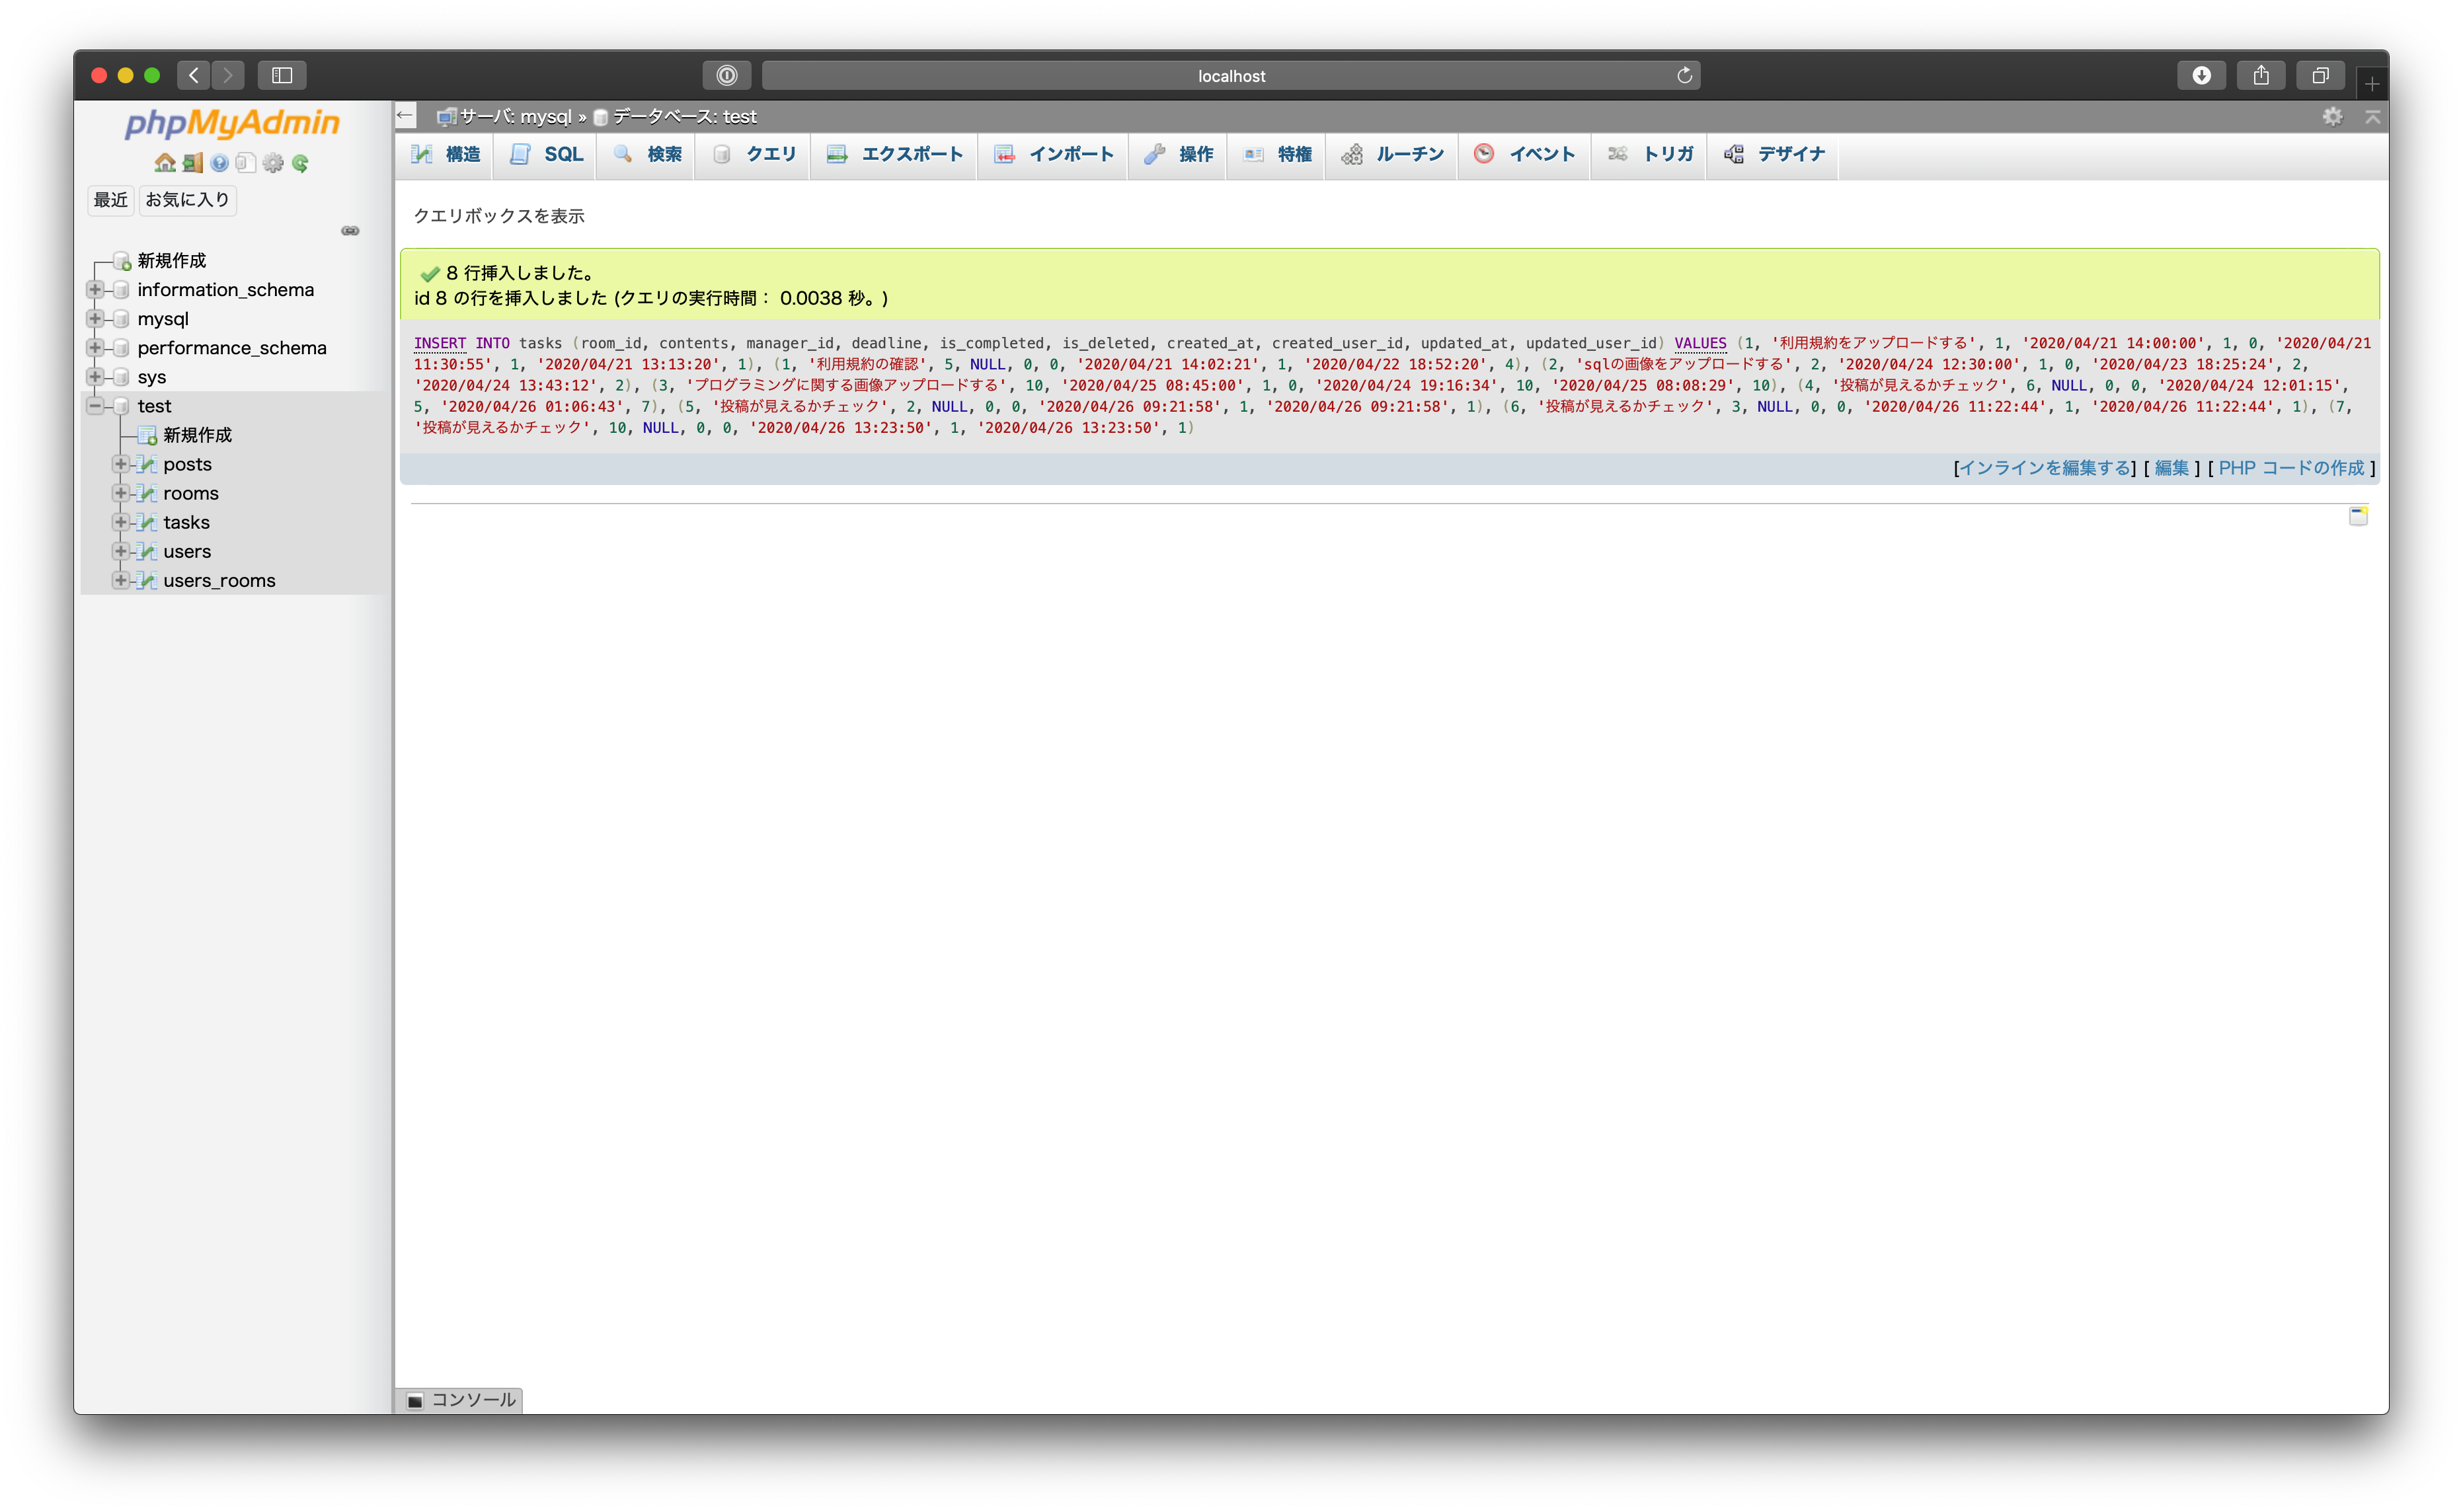 localhost
phpMyAdmin
サーバ: mysql » データベース: test
構造 SQL 検索 クエリ エクスポート インポート 操作 特権 ルーチン イベント トリガ デザイナ
最近 お気に入り
新規作成
information_schema
mysql
performance_schema
sys
test
新規作成
posts
rooms
tasks
users
users_rooms
クエリボックスを表示
8 行挿入しました。
id 8 の行を挿入しました (クエリの実行時間： 0.0038 秒。)
INSERT INTO tasks (room_id, contents, manager_id, deadline, is_completed, is_deleted, created_at, created_user_id, updated_at, updated_user_id) VALUES (1, '利用規約をアップロードする', 1, '2020/04/21 14:00:00', 1, 0, '2020/04/21
11:30:55', 1, '2020/04/21 13:13:20', 1), (1, '利用規約の確認', 5, NULL, 0, 0, '2020/04/21 14:02:21', 1, '2020/04/22 18:52:20', 4), (2, 'sqlの画像をアップロードする', 2, '2020/04/24 12:30:00', 1, 0, '2020/04/23 18:25:24', 2,
'2020/04/24 13:43:12', 2), (3, 'プログラミングに関する画像アップロードする', 10, '2020/04/25 08:45:00', 1, 0, '2020/04/24 19:16:34', 10, '2020/04/25 08:08:29', 10), (4, '投稿が見えるかチェック', 6, NULL, 0, 0, '2020/04/24 12:01:15',
5, '2020/04/26 01:06:43', 7), (5, '投稿が見えるかチェック', 2, NULL, 0, 0, '2020/04/26 09:21:58', 1, '2020/04/26 09:21:58', 1), (6, '投稿が見えるかチェック', 3, NULL, 0, 0, '2020/04/26 11:22:44', 1, '2020/04/26 11:22:44', 1), (7,
'投稿が見えるかチェック', 10, NULL, 0, 0, '2020/04/26 13:23:50', 1, '2020/04/26 13:23:50', 1)
[インラインを編集する] [ 編集 ] [ PHP コードの作成 ]
コンソール